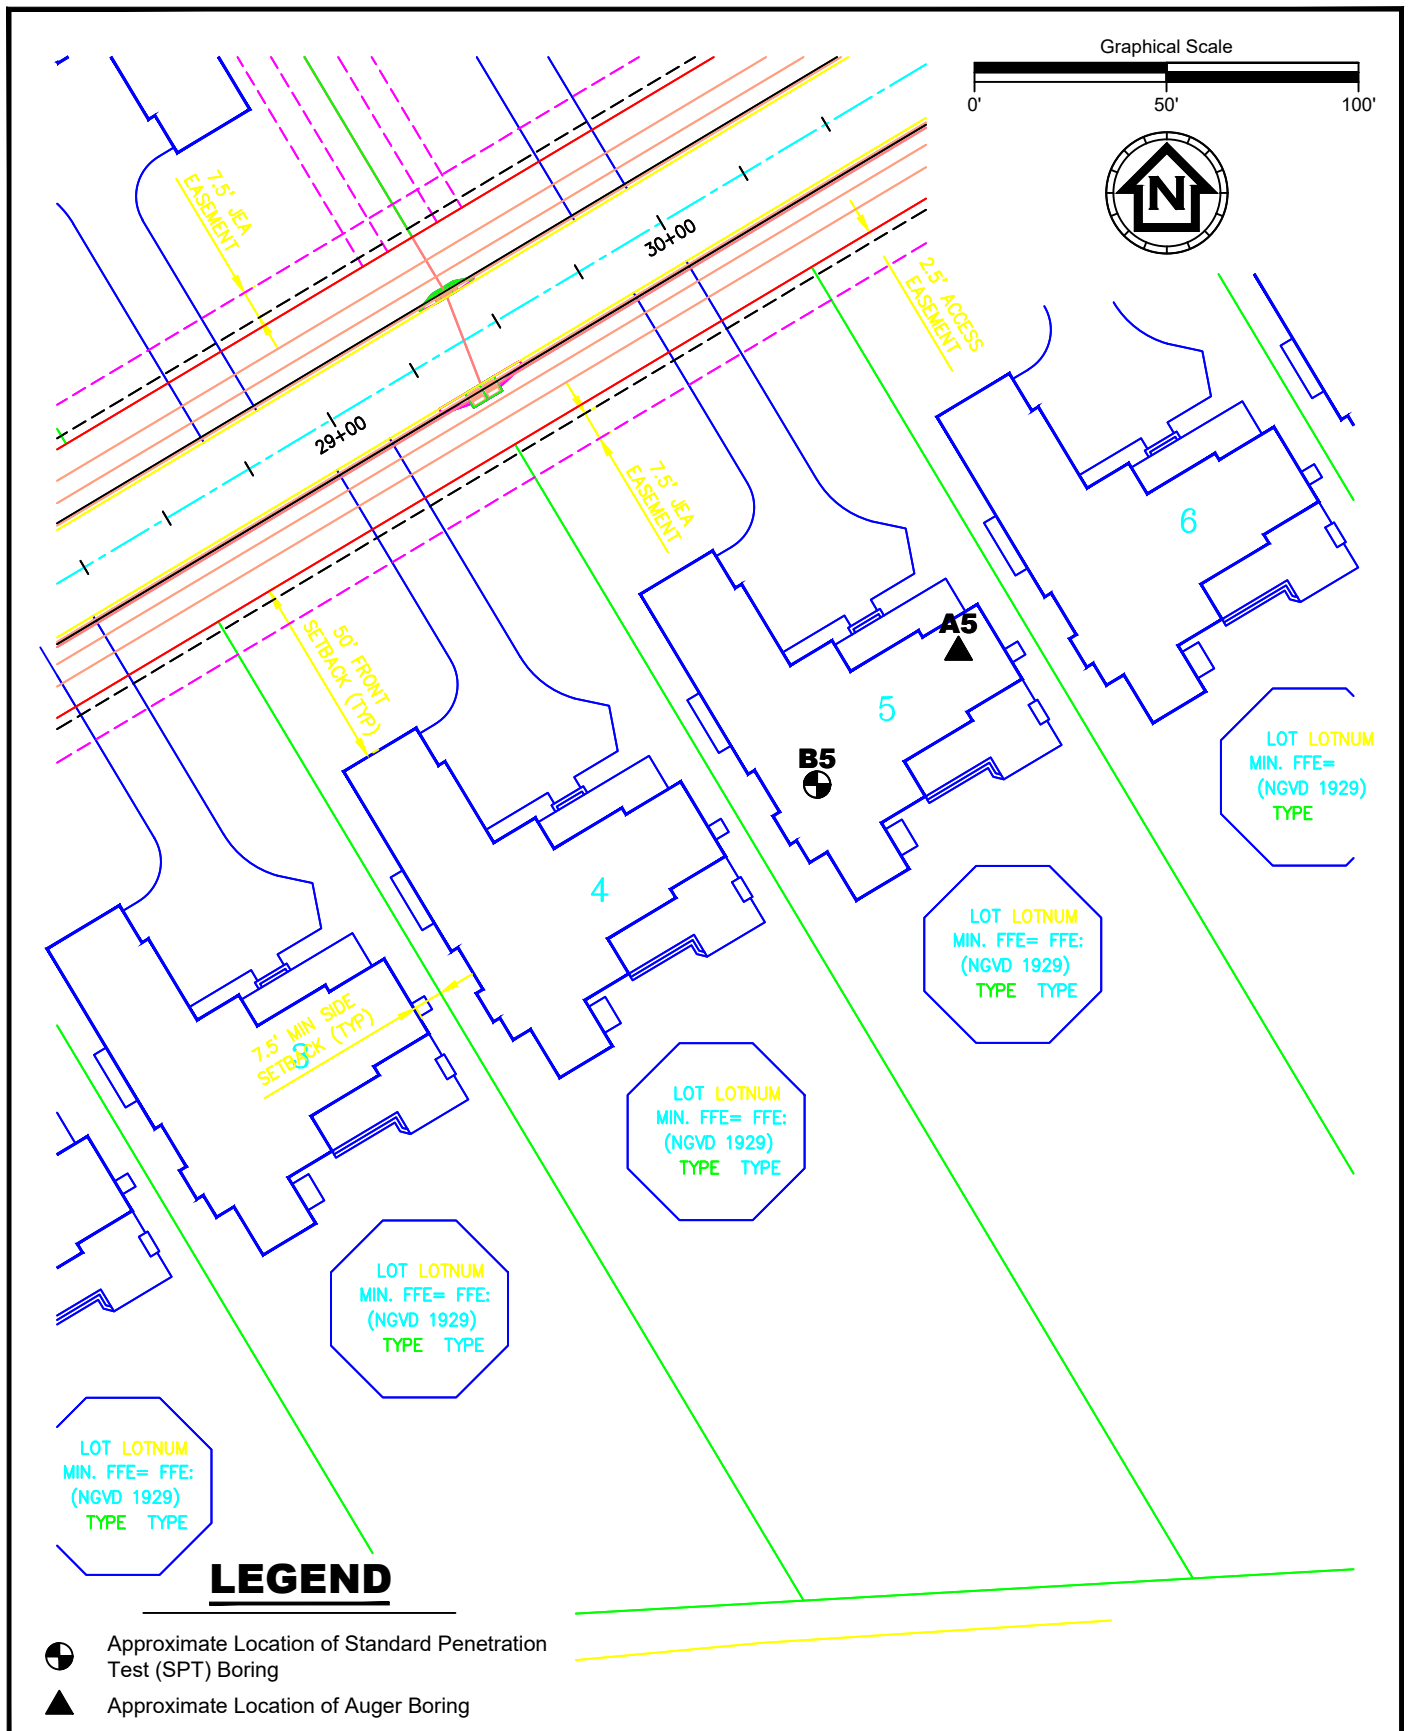 Graphical Scale
0' 50' 100'
N
7.5' JEA
EASEMENT
30+00
2.5' ACCESS
EASEMENT
29+00
7.5' JEA
EASEMENT
50' FRONT
SETBACK (TYP)
6
A5
5
B5
LOT LOTNUM
MIN. FFE=
(NGVD 1929)
TYPE
4
LOT LOTNUM
MIN. FFE= FFE:
(NGVD 1929)
TYPE TYPE
7.5' MIN SIDE
SETBACK (TYP)
3
LOT LOTNUM
MIN. FFE= FFE:
(NGVD 1929)
TYPE TYPE
LOT LOTNUM
MIN. FFE= FFE:
(NGVD 1929)
TYPE TYPE
LOT LOTNUM
MIN. FFE= FFE:
(NGVD 1929)
TYPE TYPE
LEGEND
Approximate Location of Standard Penetration
Test (SPT) Boring
Approximate Location of Auger Boring